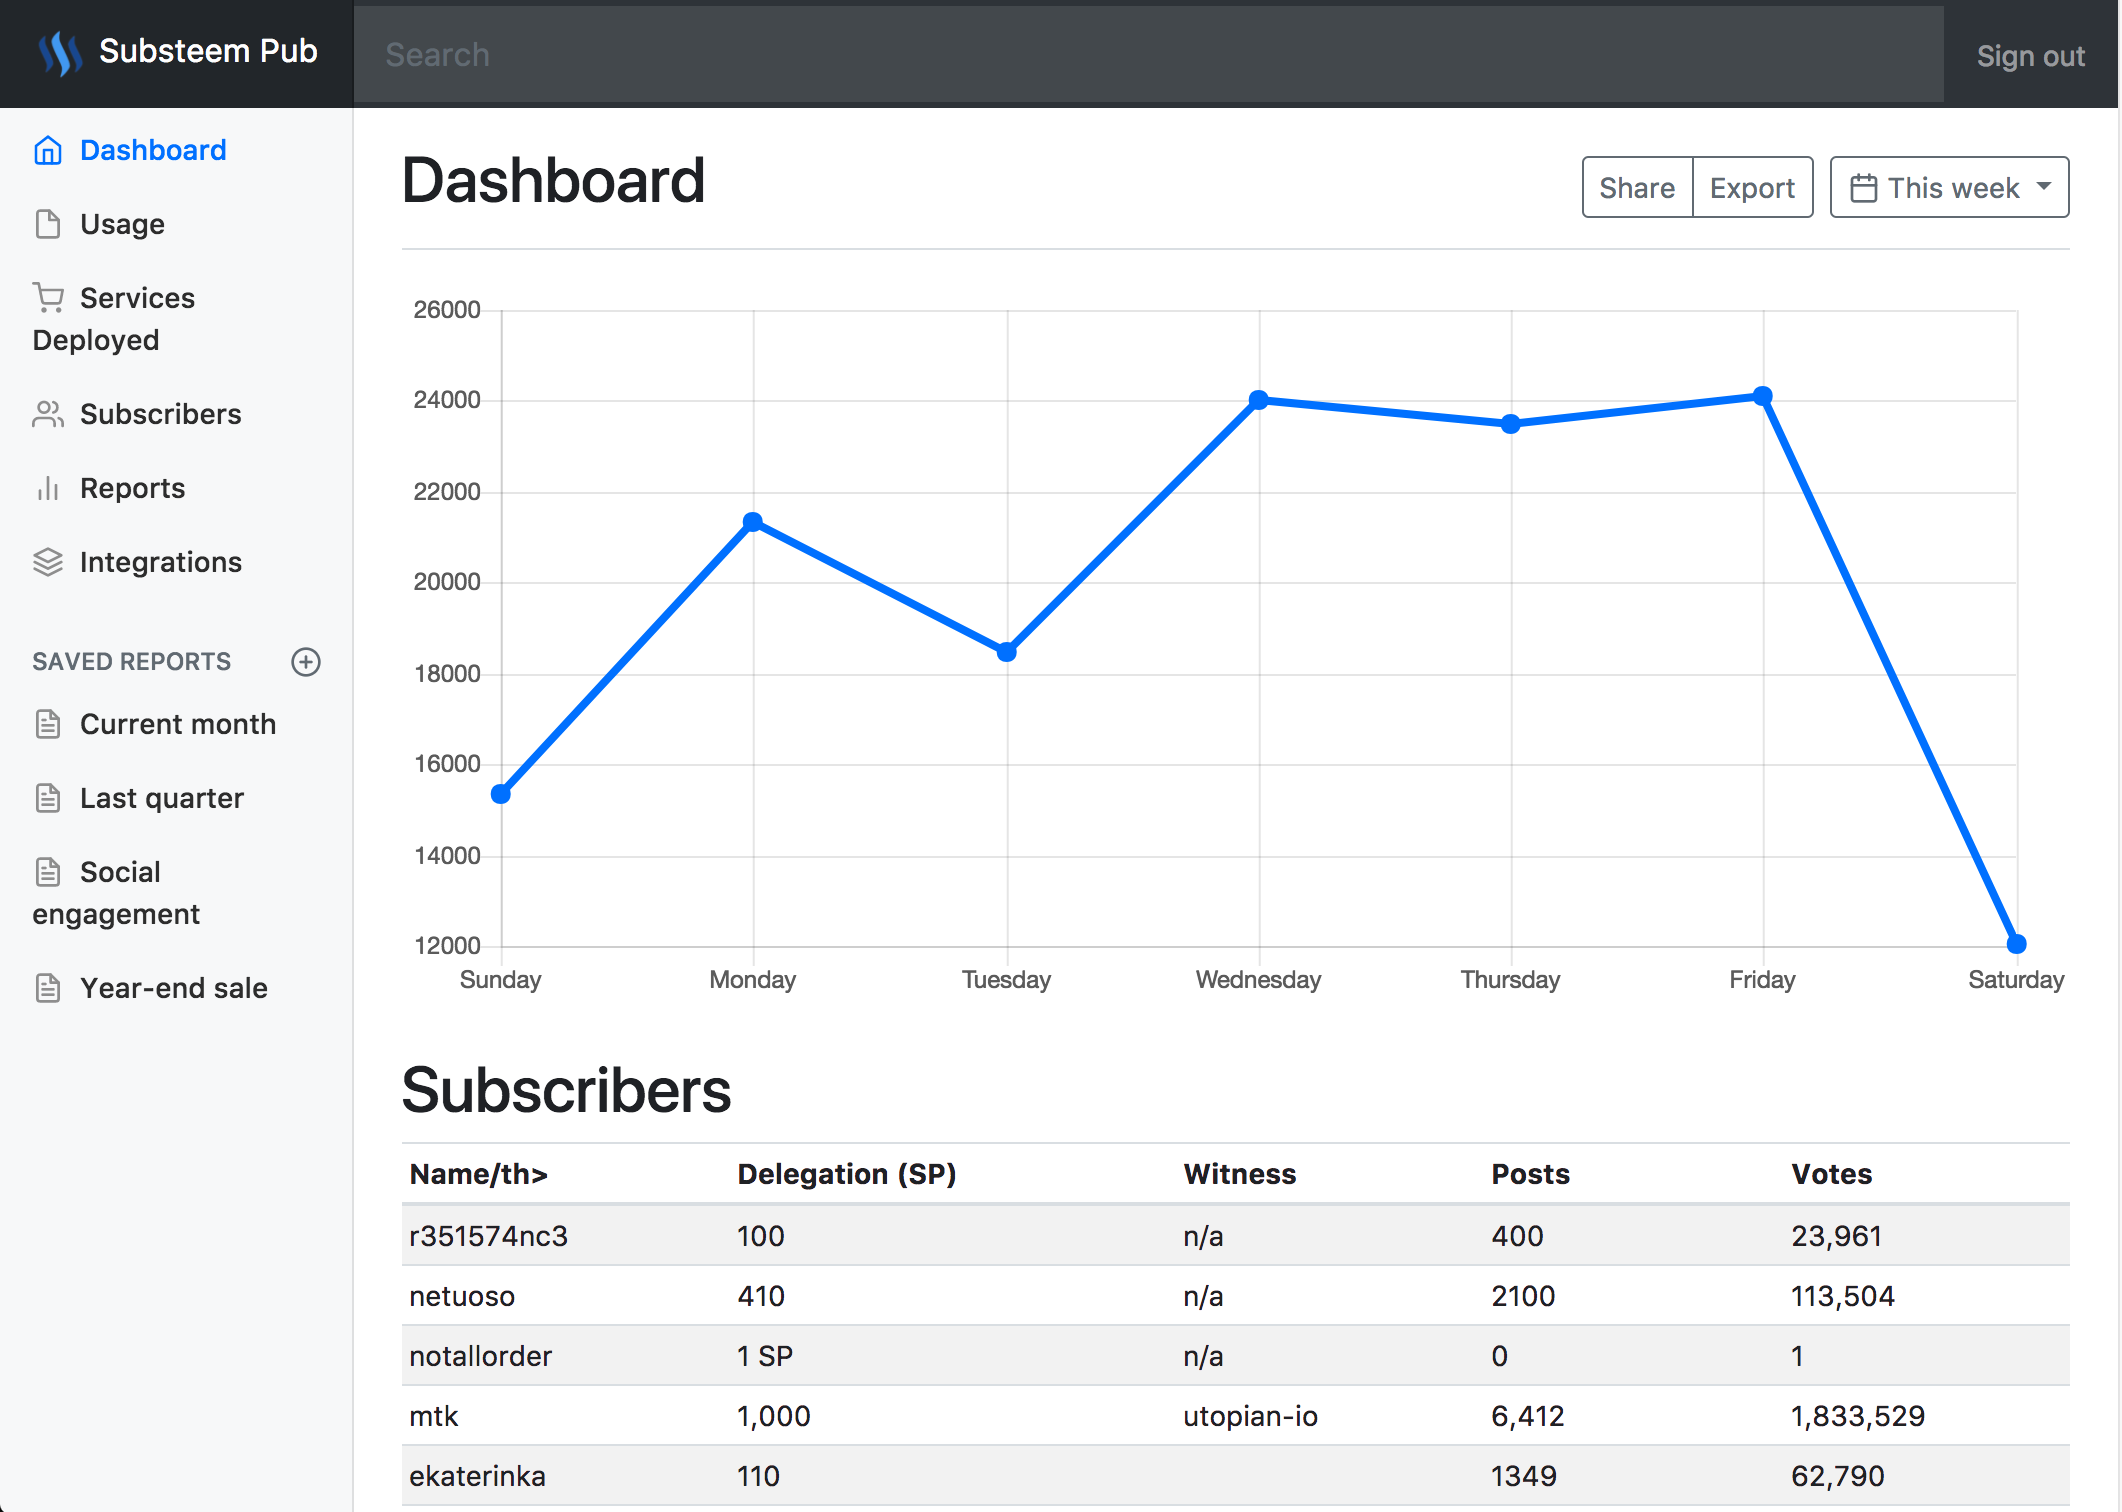 Substeem Pub
Search
Sign out
Dashboard
Usage
Services
Deployed
Subscribers
Reports
Integrations
SAVED REPORTS
Current month
Last quarter
Social
engagement
Year-end sale
Dashboard
Share Export This week
26000
24000
22000
20000
18000
16000
14000
12000
Sunday Monday Tuesday Wednesday Thursday Friday Saturday
Subscribers
Name/th> Delegation (SP) Witness Posts Votes
r351574nc3 100 n/a 400 23,961
netuoso 410 n/a 2100 113,504
notallorder 1 SP n/a 0 1
mtk 1,000 utopian-io 6,412 1,833,529
ekaterinka 110 1349 62,790